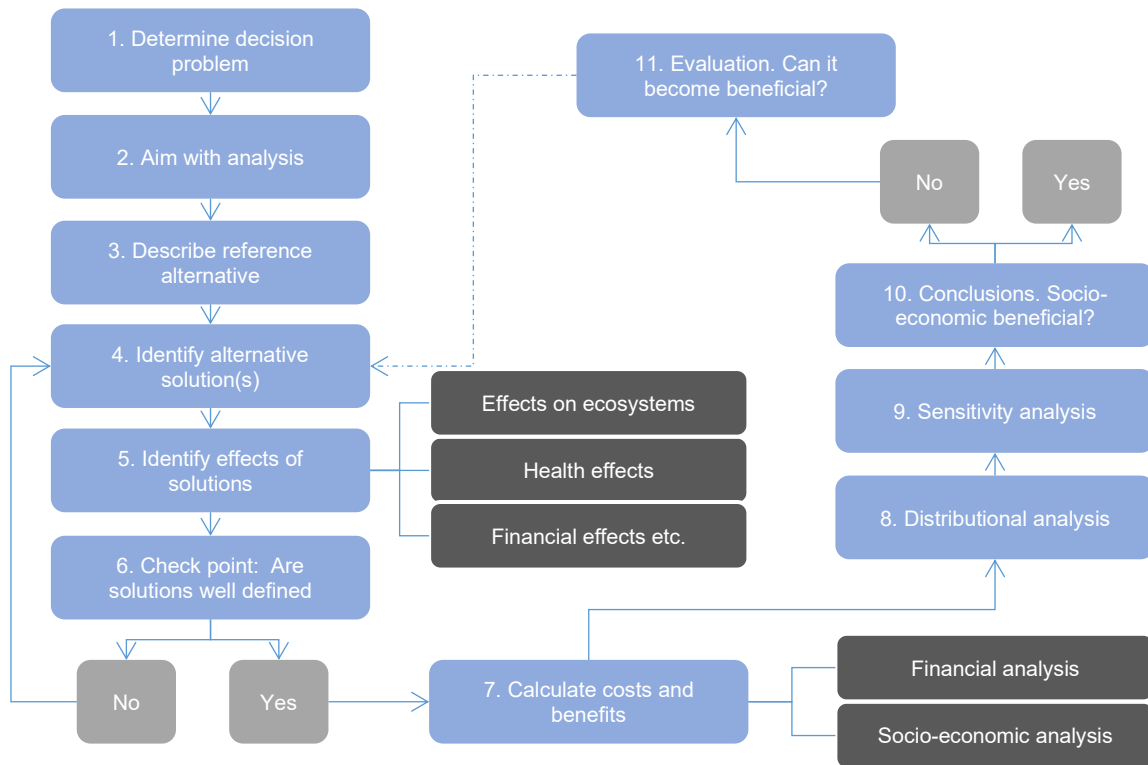 1. Determine decision
problem
2. Aim with analysis
3. Describe reference
alternative
4. Identify alternative
solution(s)
5. Identify effects of
solutions
Effects on ecosystems
Health effects
Financial effects etc.
6. Check point:  Are
solutions well defined
No
Yes
7. Calculate costs and
benefits
Financial analysis
Socio-economic analysis
8. Distributional analysis
9. Sensitivity analysis
10. Conclusions. Socio-
economic beneficial?
No
Yes
11. Evaluation. Can it
become beneficial?